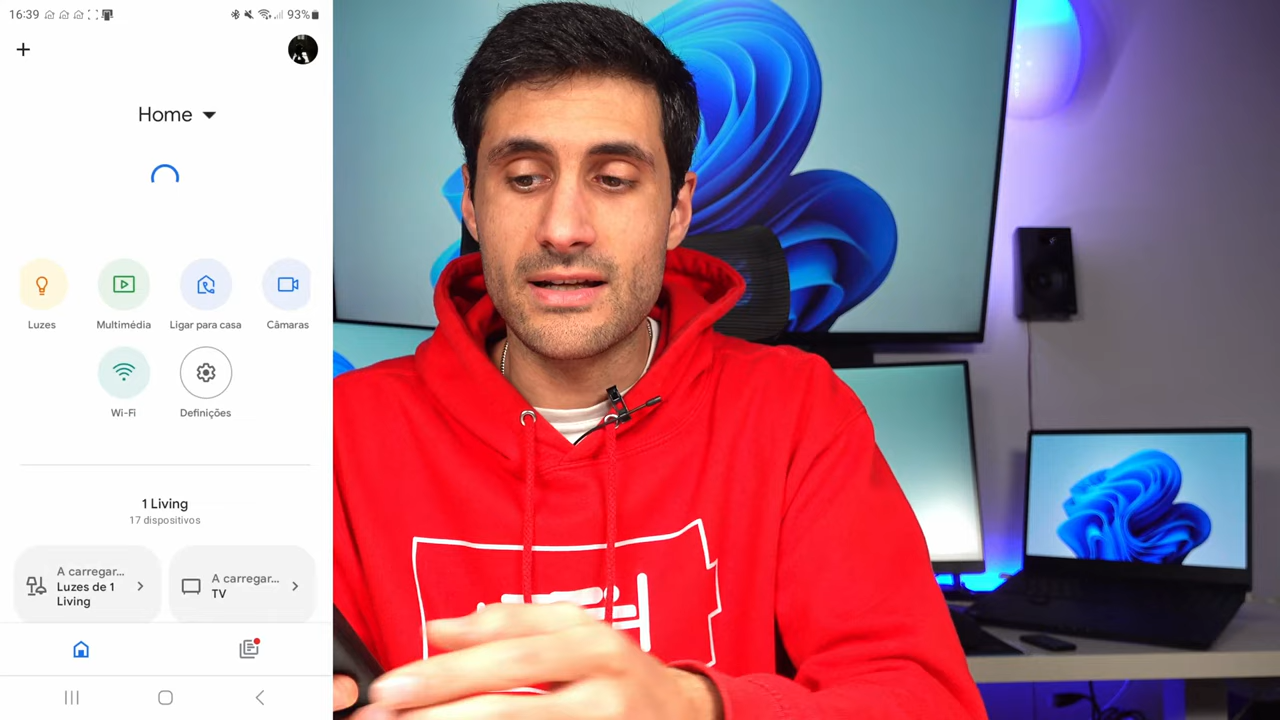 16:39
93%
Home
Luzes
Multimédia
Ligar para casa
Câmaras
Wi-Fi
Definições
1 Living
17 dispositivos
A carregar...
Luzes de 1
Living
A carregar...
TV